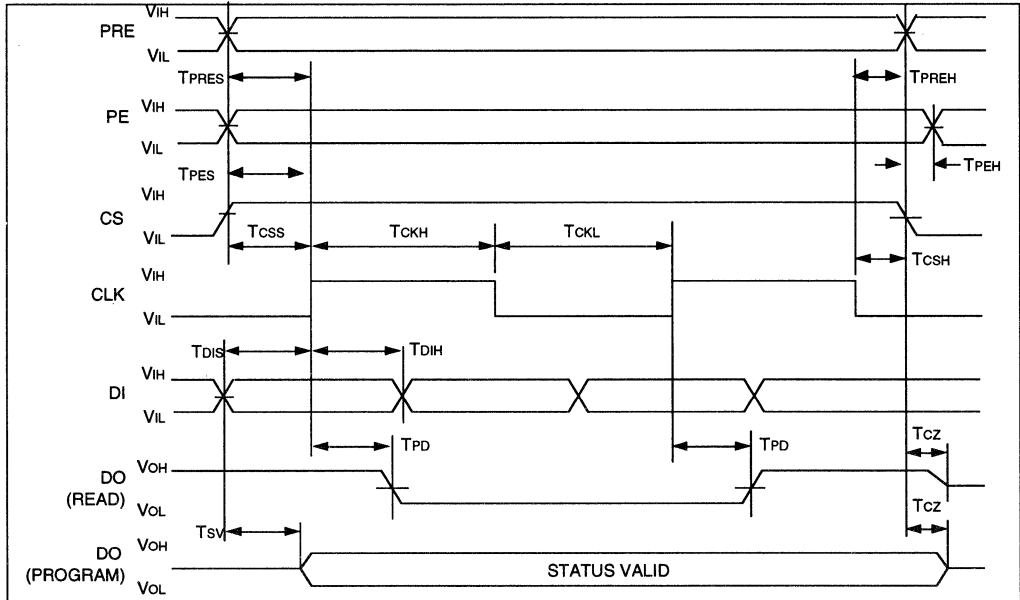 VIH
PRE
VIL
TPRES
TPREH
VIH
PE
VIL
TPES
TPEH
VIH
CS
VIL
TCSS
TCKH
TCKL
TCSH
VIH
CLK
VIL
TDIS
TDIH
VIH
DI
VIL
TPD
TPD
TCZ
VOH
DO
(READ)
VOL
TCZ
TSV
VOH
DO
(PROGRAM)
VOL
STATUS VALID